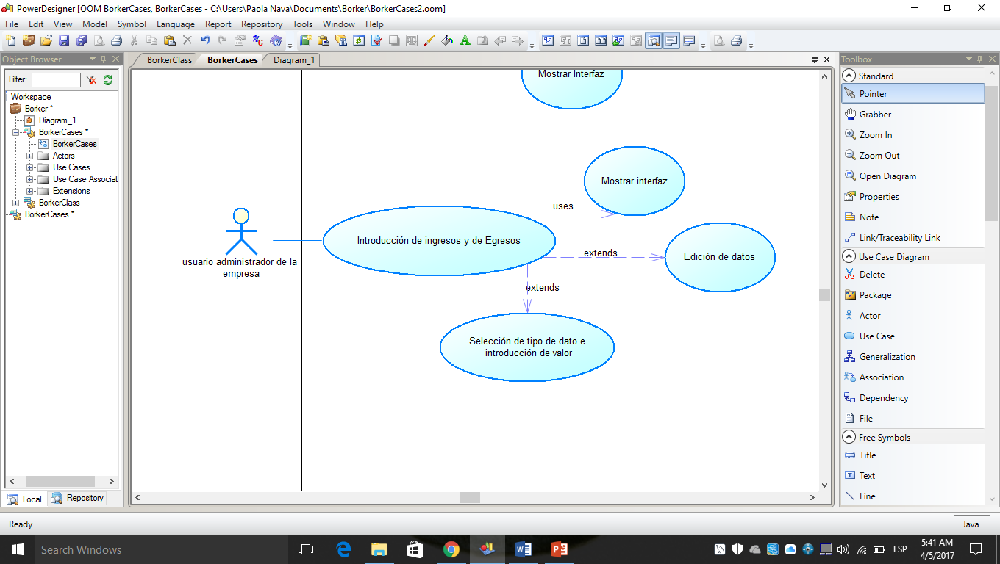 PowerDesigner [OOM BorkerCases, BorkerCases - C:\Users\Paola Nava\Documents\Borker\BorkerCases2.oom]
File Edit View Model Symbol Language Report Repository Tools Window Help
Object Browser
Filter:
Workspace
Borker *
Diagram_1
BorkerCases *
BorkerCases
Actors
Use Cases
Use Case Associat
Extensions
BorkerClass
BorkerCases *
Local Repository
BorkerClass BorkerCases Diagram_1
Mostrar Interfaz
Mostrar interfaz
uses
Introducción de ingresos y de Egresos
usuario administrador de la
empresa
extends
Edición de datos
extends
Selección de tipo de dato e
introducción de valor
Toolbox
Standard
Pointer
Grabber
Zoom In
Zoom Out
Open Diagram
Properties
Note
Link/Traceability Link
Use Case Diagram
Delete
Package
Actor
Use Case
Generalization
Association
Dependency
File
Free Symbols
Title
Text
Line
Ready
Java
Search Windows
ESP
5:41 AM
4/5/2017